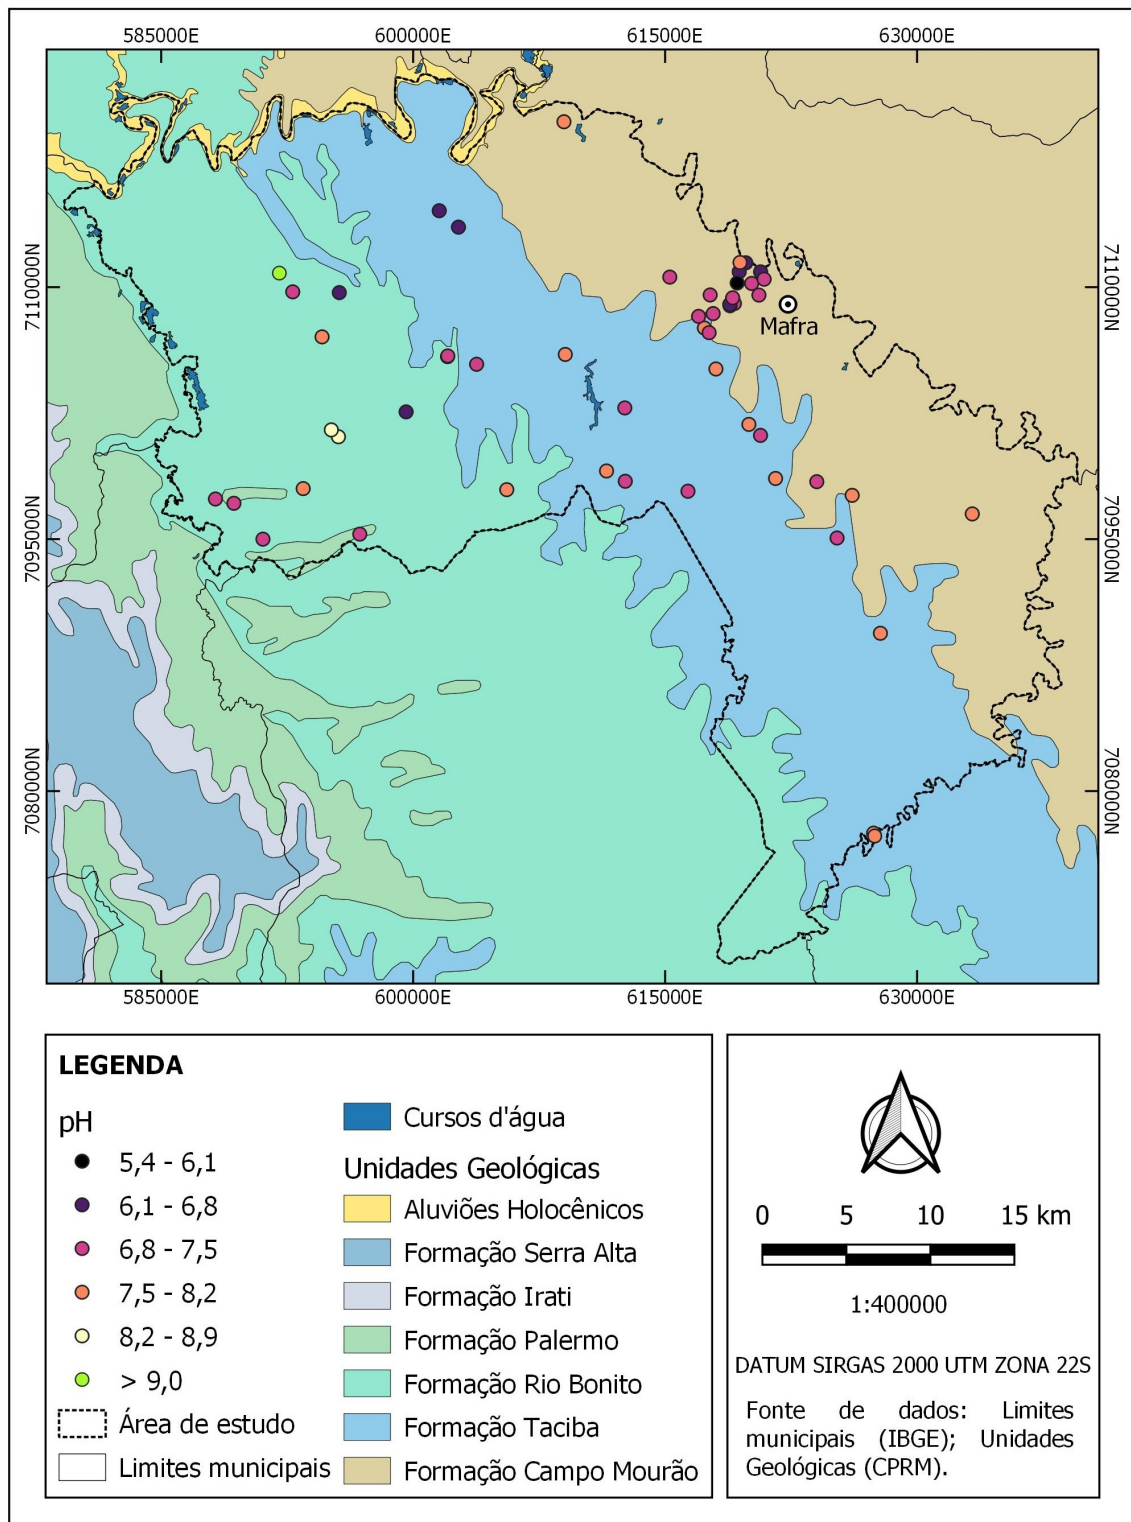 585000E 600000E 615000E 630000E
7110000N 7110000N
Mafra
7095000N 7095000N
7080000N 7080000N
585000E 600000E 615000E 630000E
LEGENDA
pH
5,4 - 6,1
6,1 - 6,8
6,8 - 7,5
7,5 - 8,2
8,2 - 8,9
> 9,0
Área de estudo
Limites municipais
Cursos d'água
Unidades Geológicas
Aluviões Holocênicos
Formação Serra Alta
Formação Irati
Formação Palermo
Formação Rio Bonito
Formação Taciba
Formação Campo Mourão
0 5 10 15 km
1:400000
DATUM SIRGAS 2000 UTM ZONA 22S
Fonte de dados: Limites
municipais (IBGE); Unidades
Geológicas (CPRM).